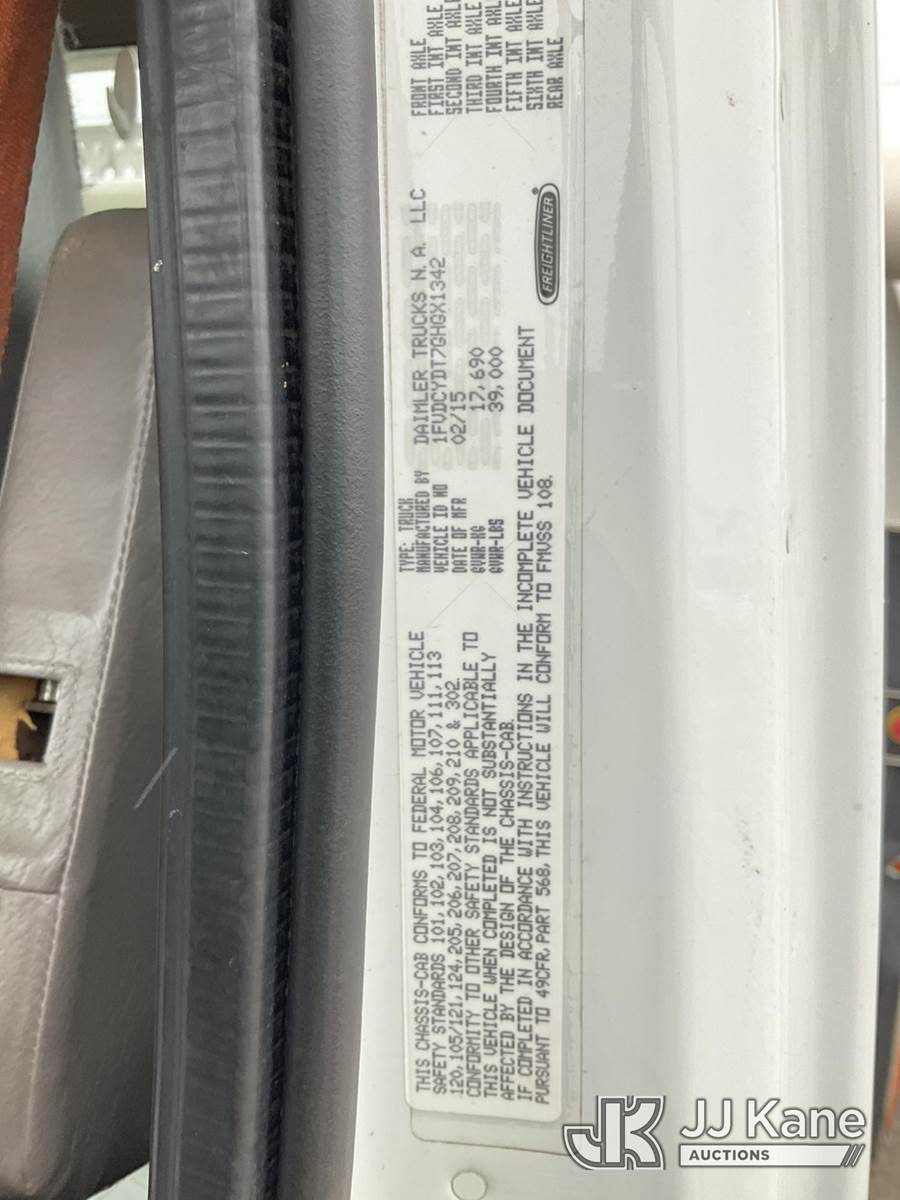 THIS CHASSIS-CAB CONFORMS TO FEDERAL MOTOR VEHICLE
SAFETY STANDARDS 101, 102, 103, 104, 106, 107, 111, 113
120, 105/121, 124, 205, 206, 207, 208, 209, 210 & 302.
CONFORMITY TO OTHER SAFETY STANDARDS APPLICABLE TO
THIS VEHICLE WHEN COMPLETED IS NOT SUBSTANTIALLY
AFFECTED BY THE DESIGN OF THE CHASSIS-CAB.
IF COMPLETED IN ACCORDANCE WITH INSTRUCTIONS IN THE INCOMPLETE VEHICLE DOCUMENT
PURSUANT TO 49CFR, PART 568, THIS VEHICLE WILL CONFORM TO FMVSS 108.
TYPE: TRUCK
MANUFACTURED BY DAIMLER TRUCKS N.A. LLC
VEHICLE ID NO 1FVDCYDT7GHGX1342
DATE OF MFR 02/15
GVWR-KG 17,690
GVWR-LBS 39,000
FREIGHTLINER
FRONT AXLE
FIRST INT AXLE
SECOND INT AXLE
THIRD INT AXLE
FOURTH INT AXLE
FIFTH INT AXLE
SIXTH INT AXLE
REAR AXLE
JK JJ Kane
AUCTIONS